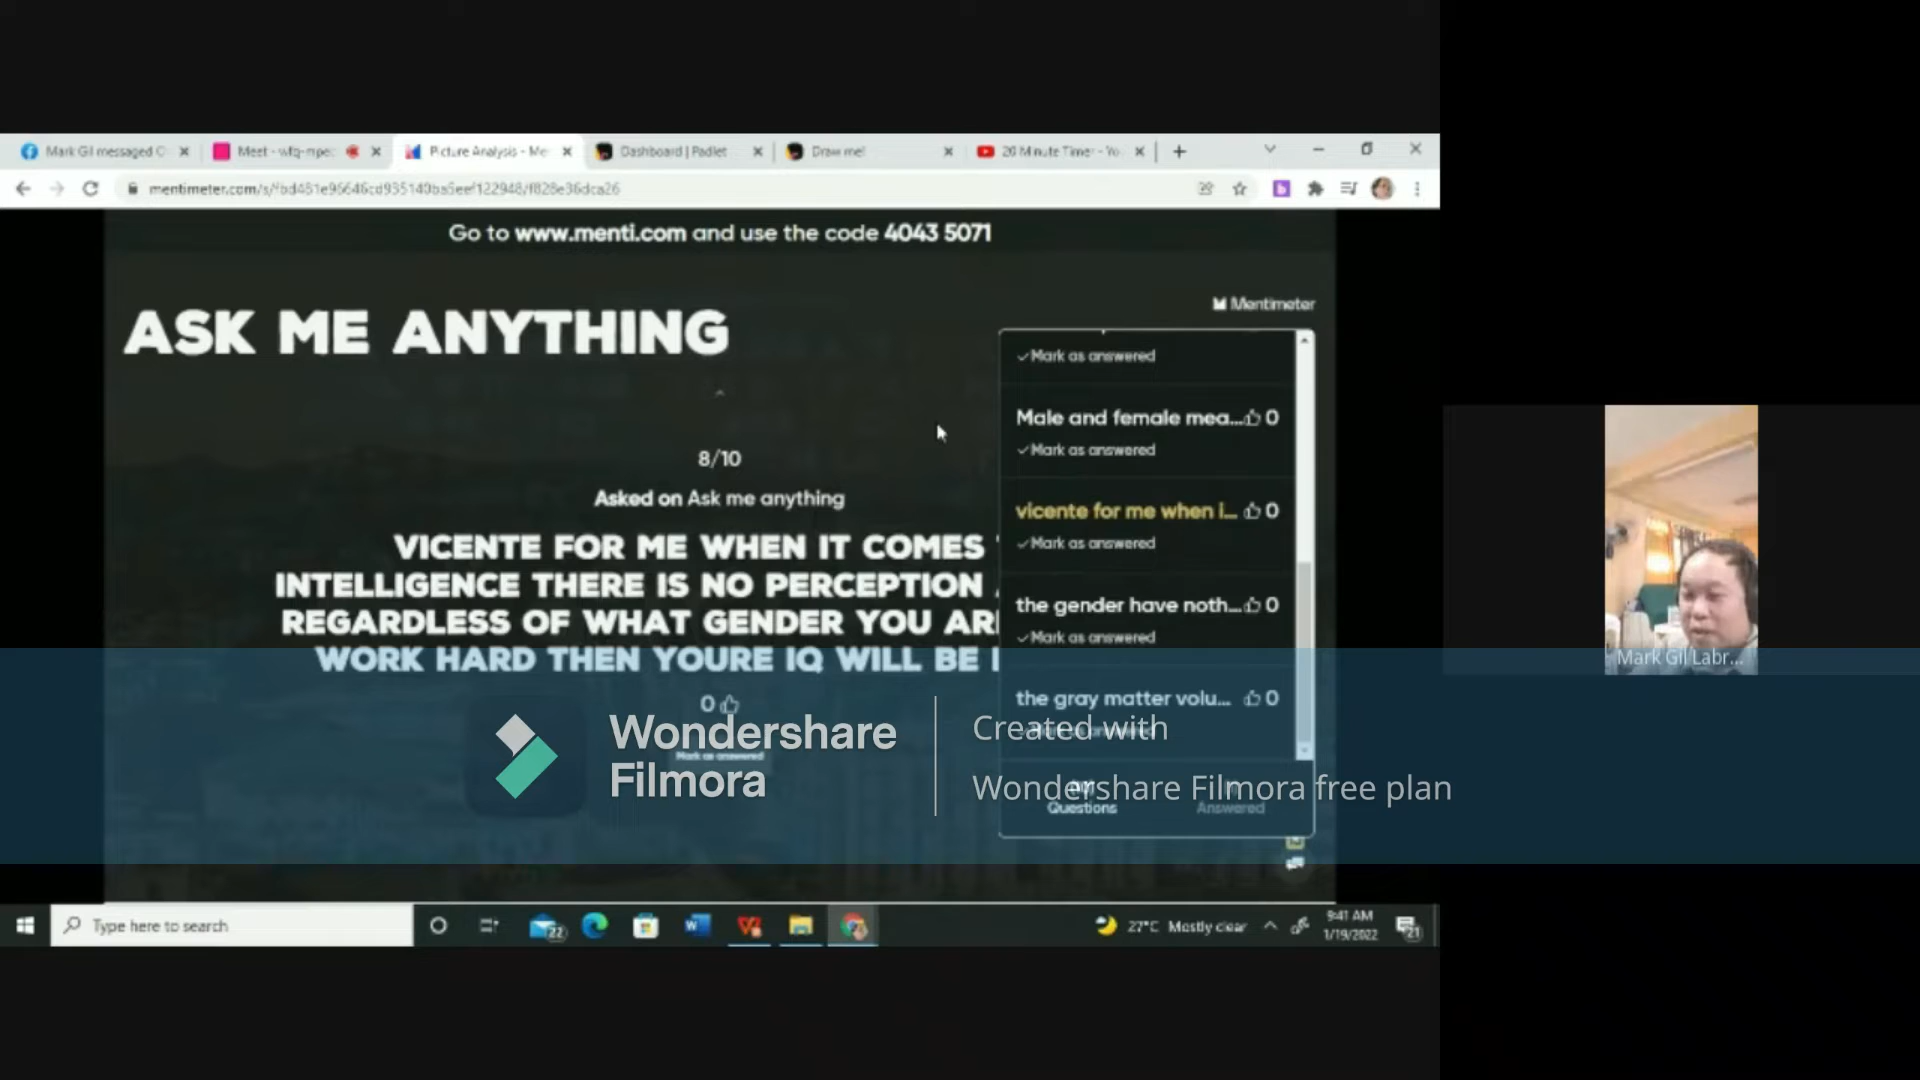 Mark Gil messaged
Meet - wfq-mpe
Picture Analysis - Me
Dashboard | Padlet
Draw me!
20 Minute Timer - Yo
Go to www.menti.com and use the code 4043 5071
Mentimeter
ASK ME ANYTHING
8/10
Asked on Ask me anything
VICENTE FOR ME WHEN IT COMES
INTELLIGENCE THERE IS NO PERCEPTION
REGARDLESS OF WHAT GENDER YOU AR
WORK HARD THEN YOURE IQ WILL BE
0
Mark as answered
Mark as answered
Male and female mea... 0
Mark as answered
vicente for me when i... 0
Mark as answered
the gender have noth... 0
Mark as answered
the gray matter volu... 0
Questions
Answered
Mark Gil Labr...
Wondershare
Filmora
Created with
Wondershare Filmora free plan
Type here to search
22
27°C Mostly clear
9:41 AM
1/19/2022
21